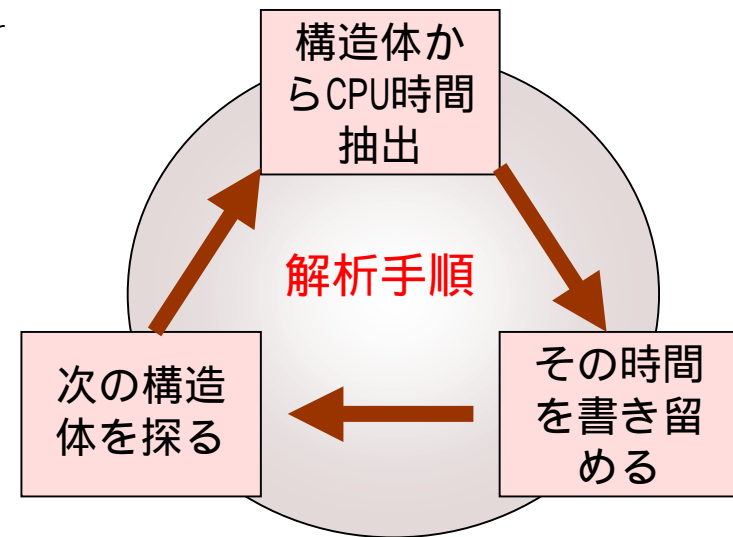 構造体か
らCPU時間
抽出
解析手順
次の構造
体を探る
その時間
を書き留
める